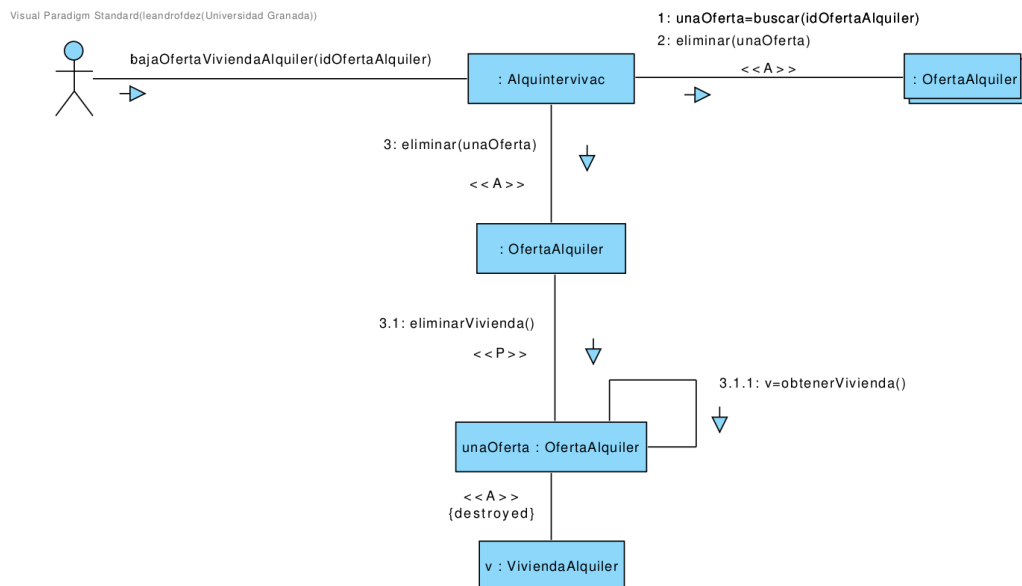 Visual Paradigm Standard(leandrofdez(Universidad Granada))
1: unaOferta=buscar(idOfertaAlquiler)
2: eliminar(unaOferta)
bajaOfertaViviendaAlquiler(idOfertaAlquiler)
<<A>>
: Alquintervivac
: OfertaAlquiler
3: eliminar(unaOferta)
<<A>>
: OfertaAlquiler
3.1: eliminarVivienda()
<<P>>
3.1.1: v=obtenerVivienda()
unaOferta : OfertaAlquiler
<<A>>
{destroyed}
v : ViviendaAlquiler